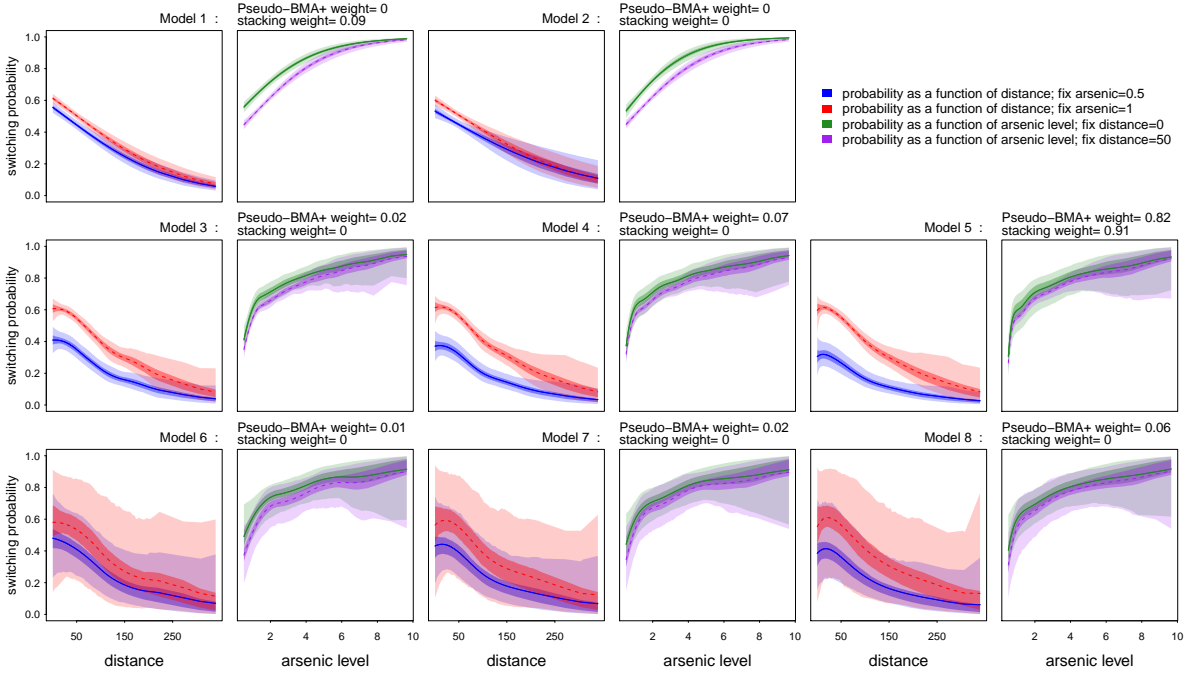 Model 1 :
Pseudo−BMA+ weight= 0
stacking weight= 0.09
Model 2 :
Pseudo−BMA+ weight= 0
stacking weight= 0
switching probability
1.0
0.8
0.6
0.4
0.2
0.0
probability as a function of distance; fix arsenic=0.5
probability as a function of distance; fix arsenic=1
probability as a function of arsenic level; fix distance=0
probability as a function of arsenic level; fix distance=50
Model 3 :
Pseudo−BMA+ weight= 0.02
stacking weight= 0
Model 4 :
Pseudo−BMA+ weight= 0.07
stacking weight= 0
Model 5 :
Pseudo−BMA+ weight= 0.82
stacking weight= 0.91
switching probability
1.0
0.8
0.6
0.4
0.2
0.0
Model 6 :
Pseudo−BMA+ weight= 0.01
stacking weight= 0
Model 7 :
Pseudo−BMA+ weight= 0.02
stacking weight= 0
Model 8 :
Pseudo−BMA+ weight= 0.06
stacking weight= 0
switching probability
1.0
0.8
0.6
0.4
0.2
0.0
50 150 250
2 4 6 8 10
50 150 250
2 4 6 8 10
50 150 250
2 4 6 8 10
distance
arsenic level
distance
arsenic level
distance
arsenic level